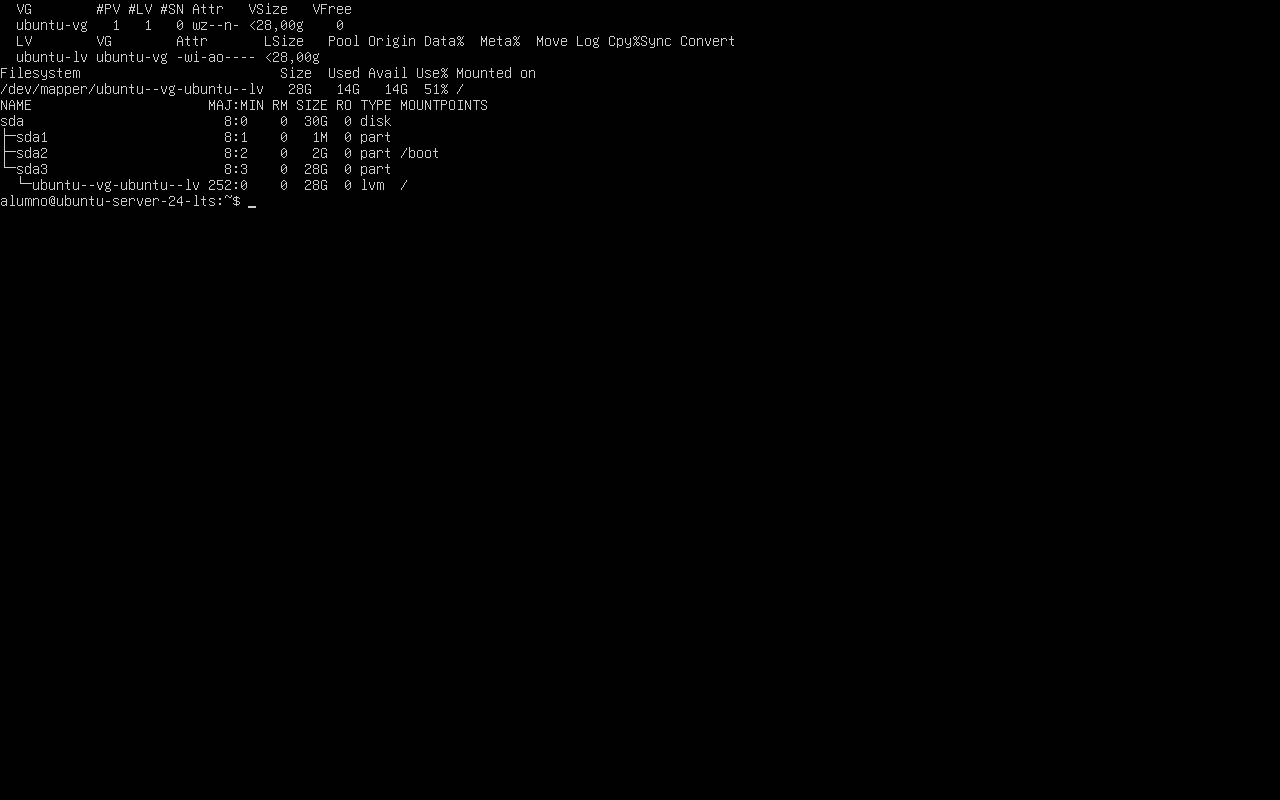 VG        #PV #LV #SN Attr   VSize   VFree
  ubuntu-vg   1   1   0 wz--n- <28,00g    0
  LV        VG        Attr       LSize   Pool Origin Data%  Meta%  Move Log Cpy%Sync Convert
  ubuntu-lv ubuntu-vg -wi-ao---- <28,00g
Filesystem                         Size  Used Avail Use% Mounted on
/dev/mapper/ubuntu--vg-ubuntu--lv   28G   14G   14G  51% /
NAME                      MAJ:MIN RM SIZE RO TYPE MOUNTPOINTS
sda                         8:0    0  30G  0 disk
├─sda1                      8:1    0   1M  0 part
├─sda2                      8:2    0   2G  0 part /boot
└─sda3                      8:3    0  28G  0 part
  └─ubuntu--vg-ubuntu--lv 252:0    0  28G  0 lvm  /
alumno@ubuntu-server-24-lts:~$ _